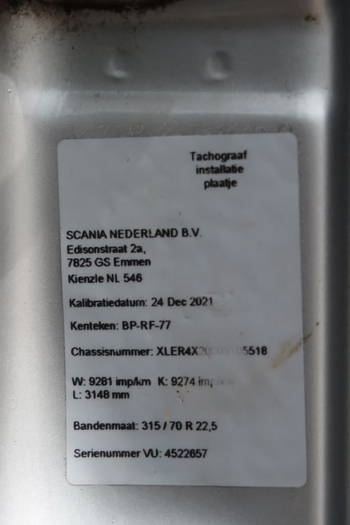 Tachograaf
installatie
plaatje
SCANIA NEDERLAND B.V.
Edisonstraat 2a,
7825 GS Emmen
Kienzle NL 546
Kalibratiedatum: 24 Dec 2021
Kenteken: BP-RF-77
Chassisnummer:
W: 9281 imp/km K: 9274
L: 3148 mm
Bandenmaat: 315 / 70 R 22,5
Serienummer VU: 4522657